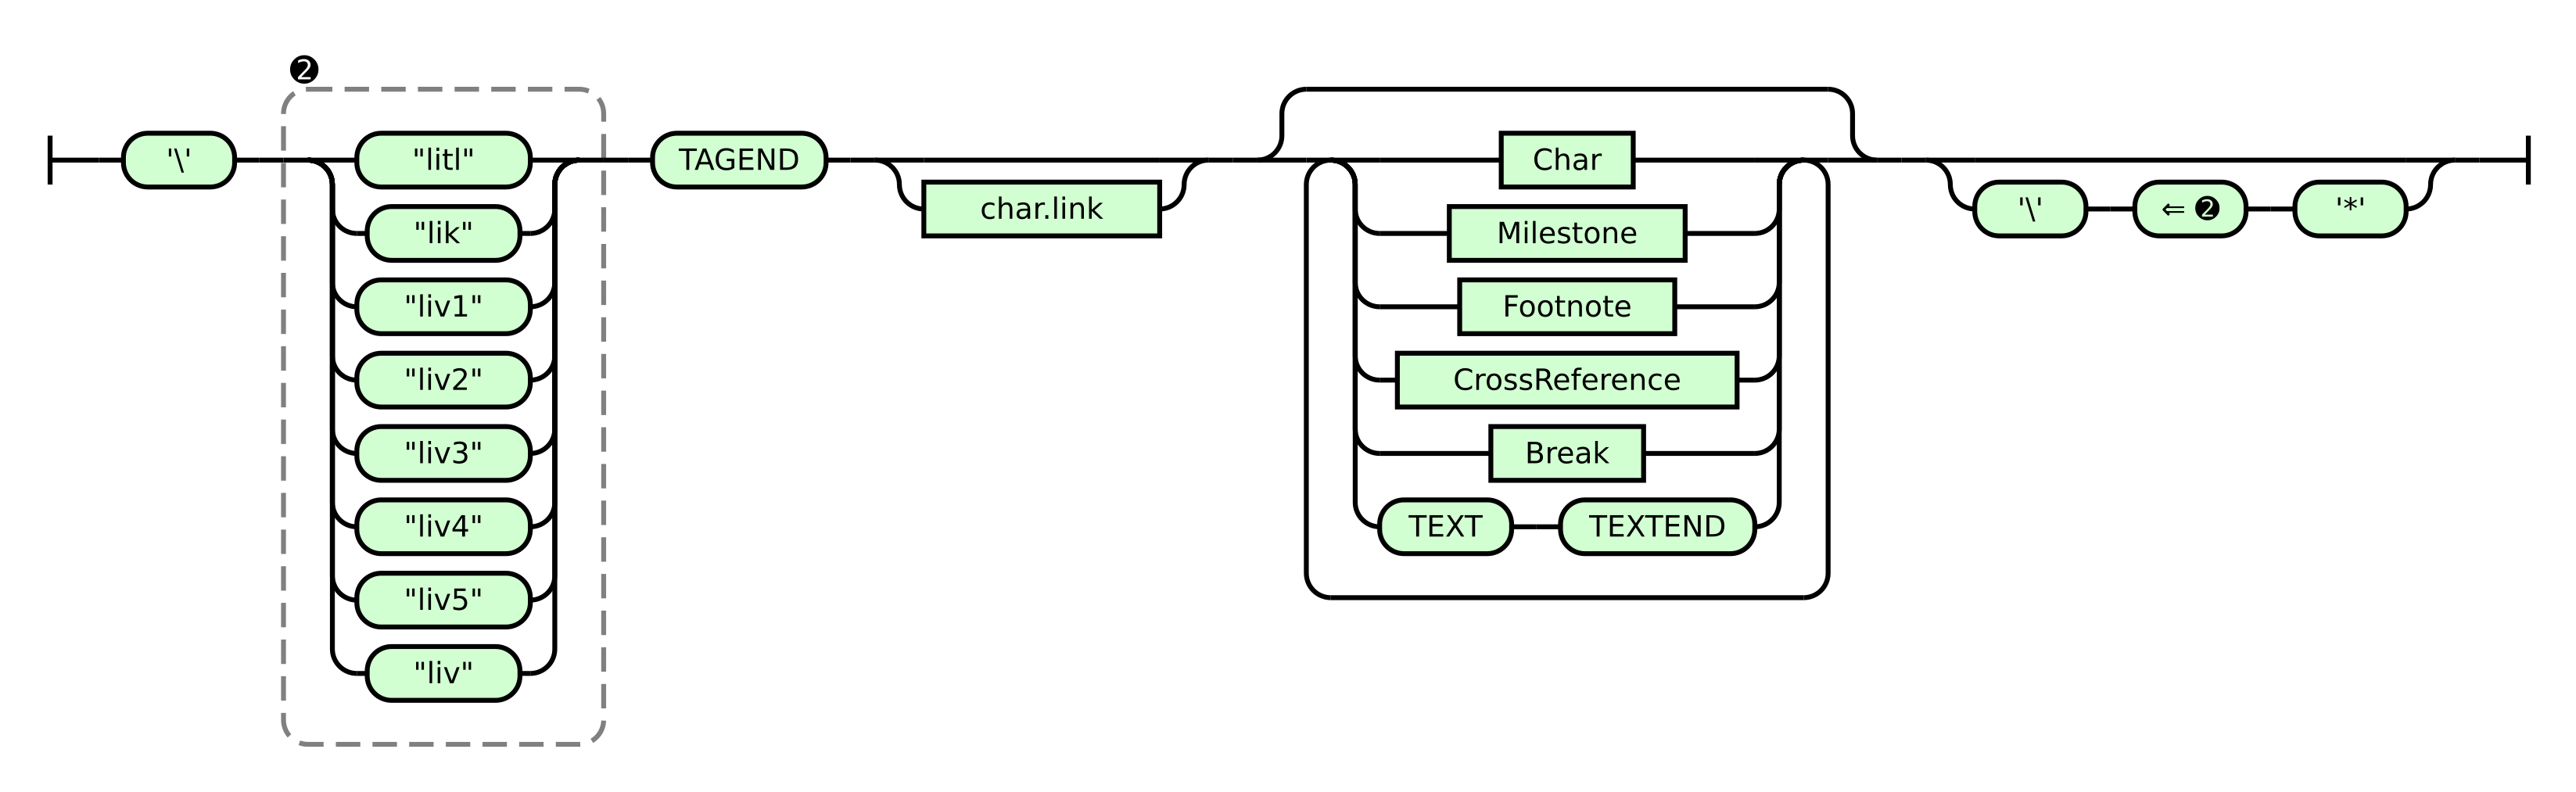 ❷
'\' "litl" TAGEND Char
"lik" char.link Milestone '\' ⇐ ❷ '*'
"liv1" Footnote
"liv2" CrossReference
"liv3" Break
"liv4" TEXT TEXTEND
"liv5"
"liv"